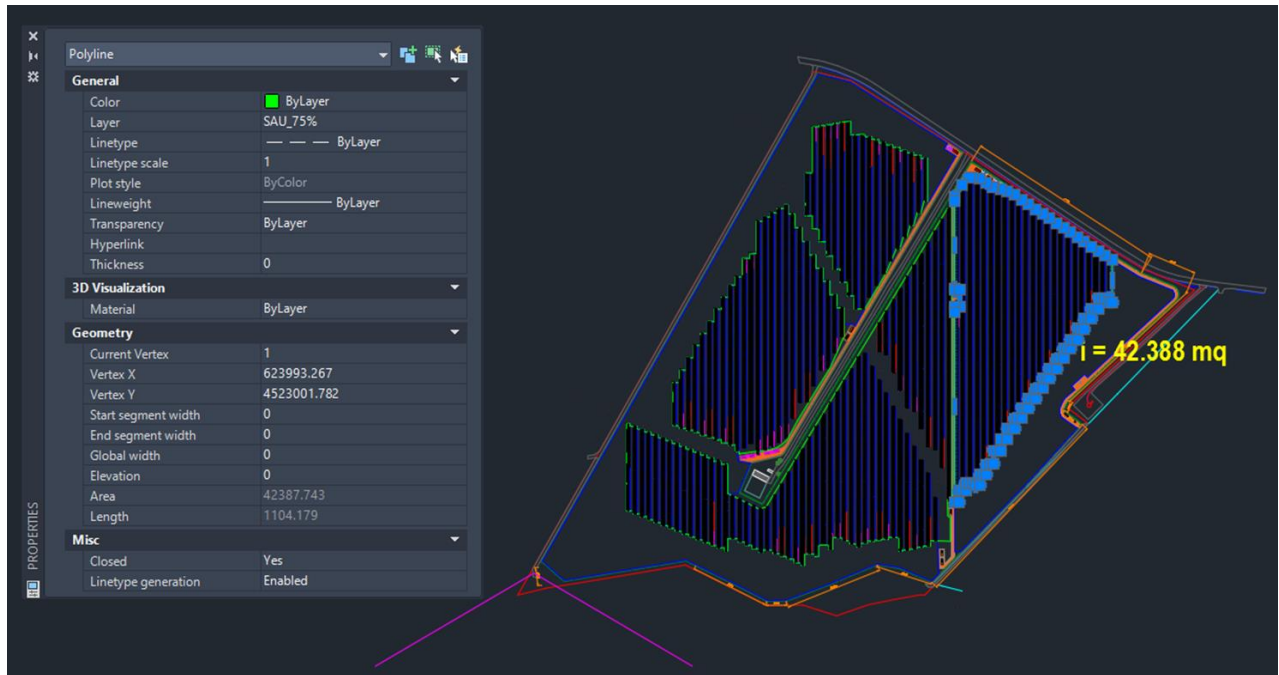 Polyline
General
Color ByLayer
Layer SAU_75%
Linetype ByLayer
Linetype scale 1
Plot style ByColor
Lineweight ByLayer
Transparency ByLayer
Hyperlink
Thickness 0
3D Visualization
Material ByLayer
Geometry
Current Vertex 1
Vertex X 623993.267
Vertex Y 4523001.782
Start segment width 0
End segment width 0
Global width 0
Elevation 0
Area 42387.743
Length 1104.179
Misc
Closed Yes
Linetype generation Enabled
PROPERTIES
i = 42.388 mq